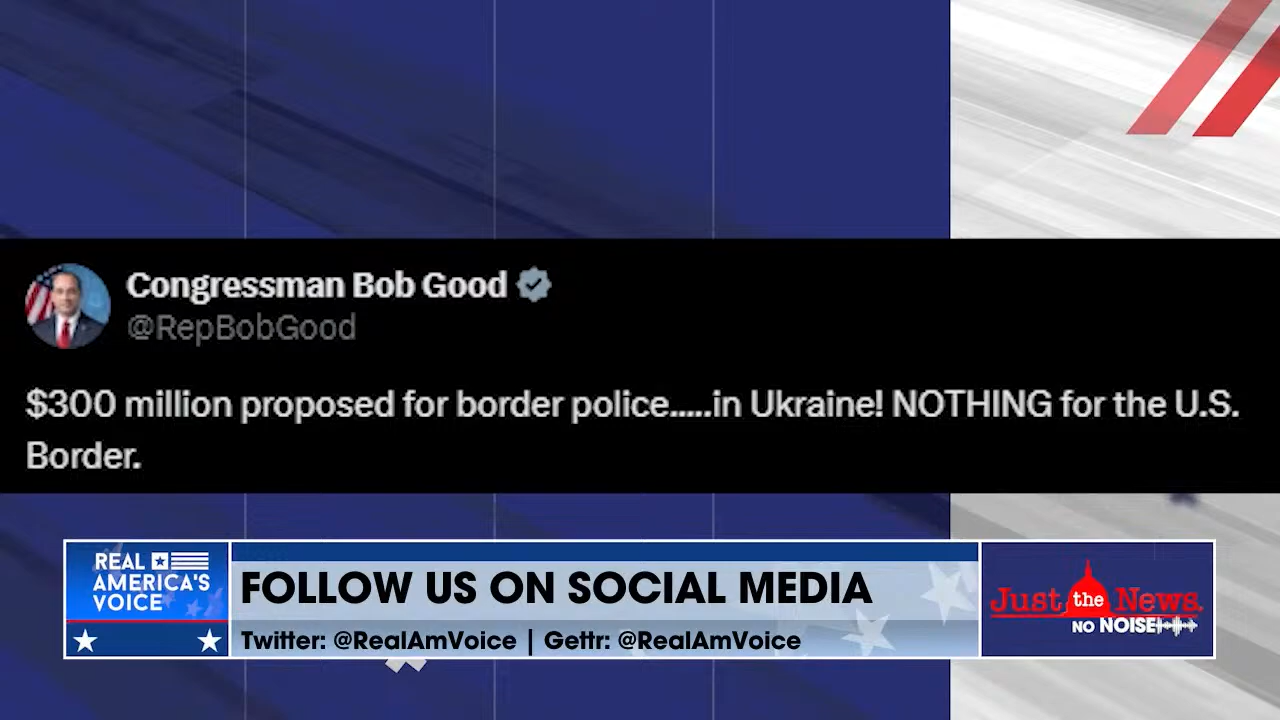 Congressman Bob Good
@RepBobGood
$300 million proposed for border police.....in Ukraine! NOTHING for the U.S.
Border.
REAL
AMERICA'S
VOICE
FOLLOW US ON SOCIAL MEDIA
Twitter: @RealAmVoice | Gettr: @RealAmVoice
Just the News.
NO NOISE